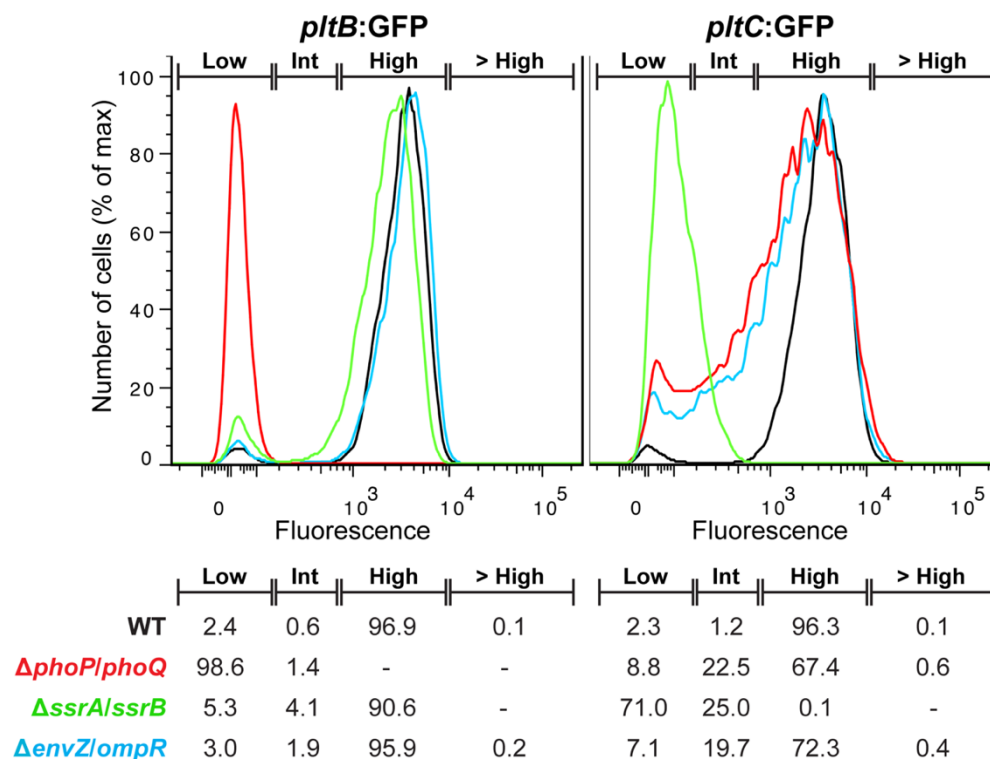 pltB:GFP pltC:GFP
Low Int High > High Low Int High > High
Number of cells (% of max)
100
80
60
40
20
0
0 10³ 10⁴ 10⁵ 0 10³ 10⁴ 10⁵
Fluorescence Fluorescence
Low Int High > High Low Int High > High
WT 2.4 0.6 96.9 0.1 2.3 1.2 96.3 0.1
ΔphoP/phoQ 98.6 1.4 - - 8.8 22.5 67.4 0.6
ΔssrA/ssrB 5.3 4.1 90.6 - 71.0 25.0 0.1 -
ΔenvZ/ompR 3.0 1.9 95.9 0.2 7.1 19.7 72.3 0.4